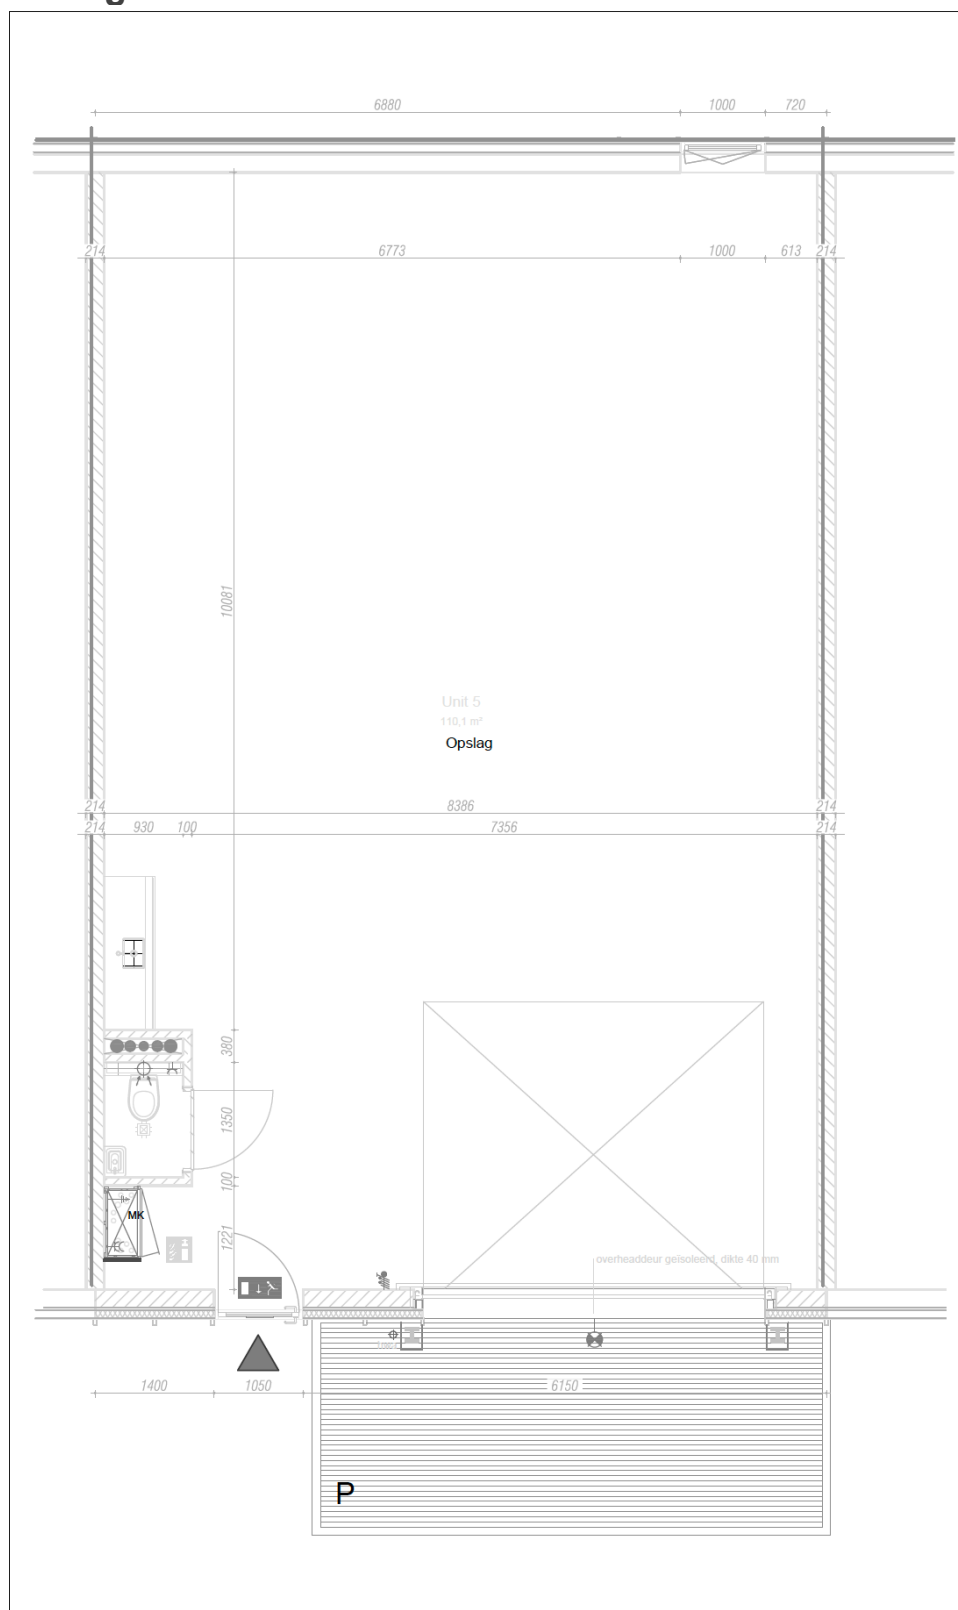 6880 1000 720
214 6773 1000 613 214
10081
Unit 5
110,1 m²
Opslag
214 8386 214
214 930 100 7356 214
380
1350
100
1221
MK
overheaddeur geïsoleerd, dikte 40 mm
1400 1050 6150
P